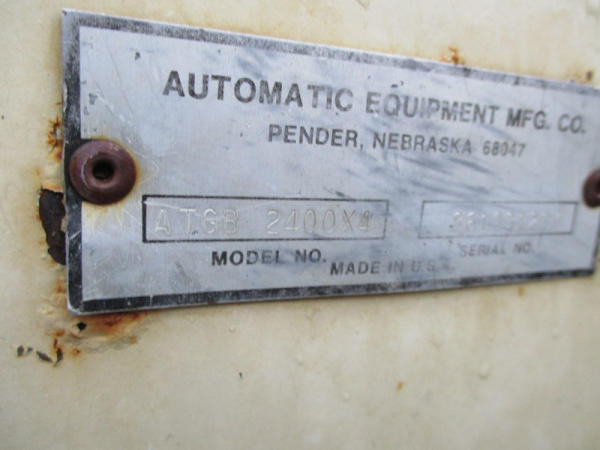 AUTOMATIC EQUIPMENT MFG. CO.
PENDER, NEBRASKA 68047
ATGB 2400X4
MODEL NO. SERIAL NO.
MADE IN U.S.